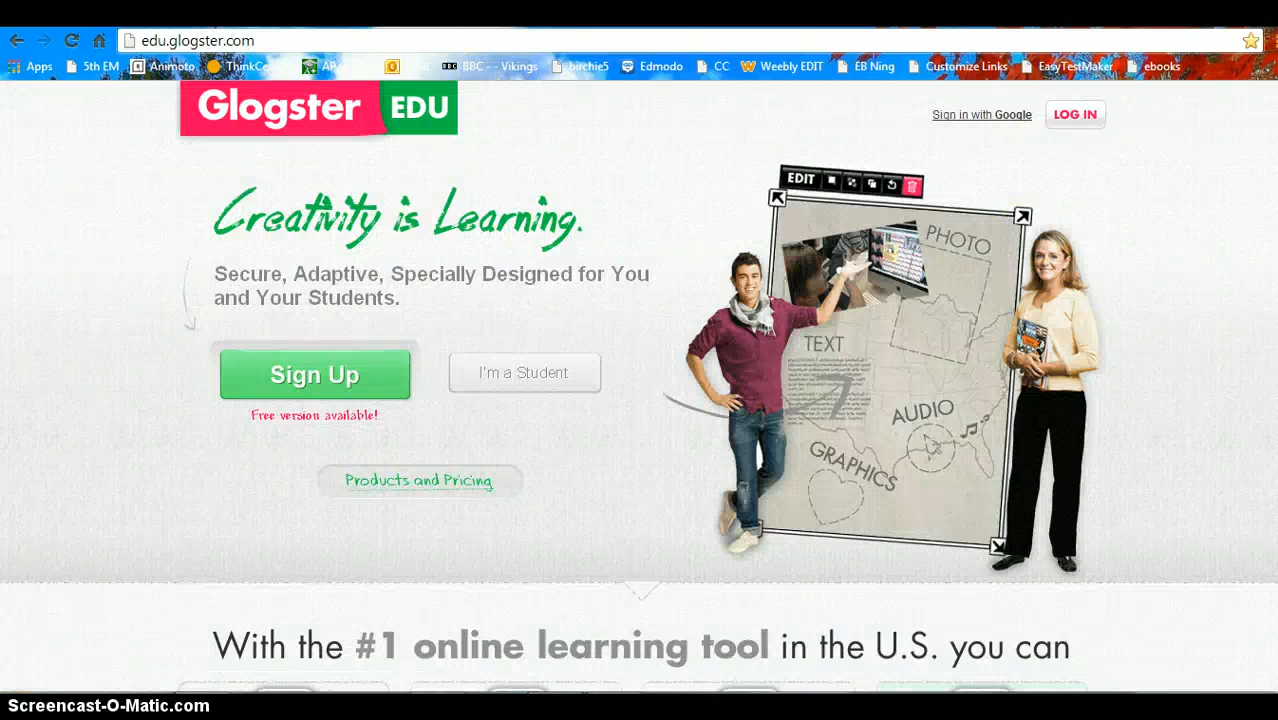 edu.glogster.com
Apps 5th EM Animoto ThinkCe AP BBC -- Vikings birchie5 Edmodo CC Weebly EDIT EB Ning Customize Links EasyTestMaker ebooks
Glogster EDU
Sign in with Google LOG IN
EDIT
Creativity is Learning.
PHOTO
Secure, Adaptive, Specially Designed for You
and Your Students.
TEXT
Sign Up I'm a Student
Free version available!
AUDIO
GRAPHICS
Products and Pricing
With the #1 online learning tool in the U.S. you can
Screencast-O-Matic.com